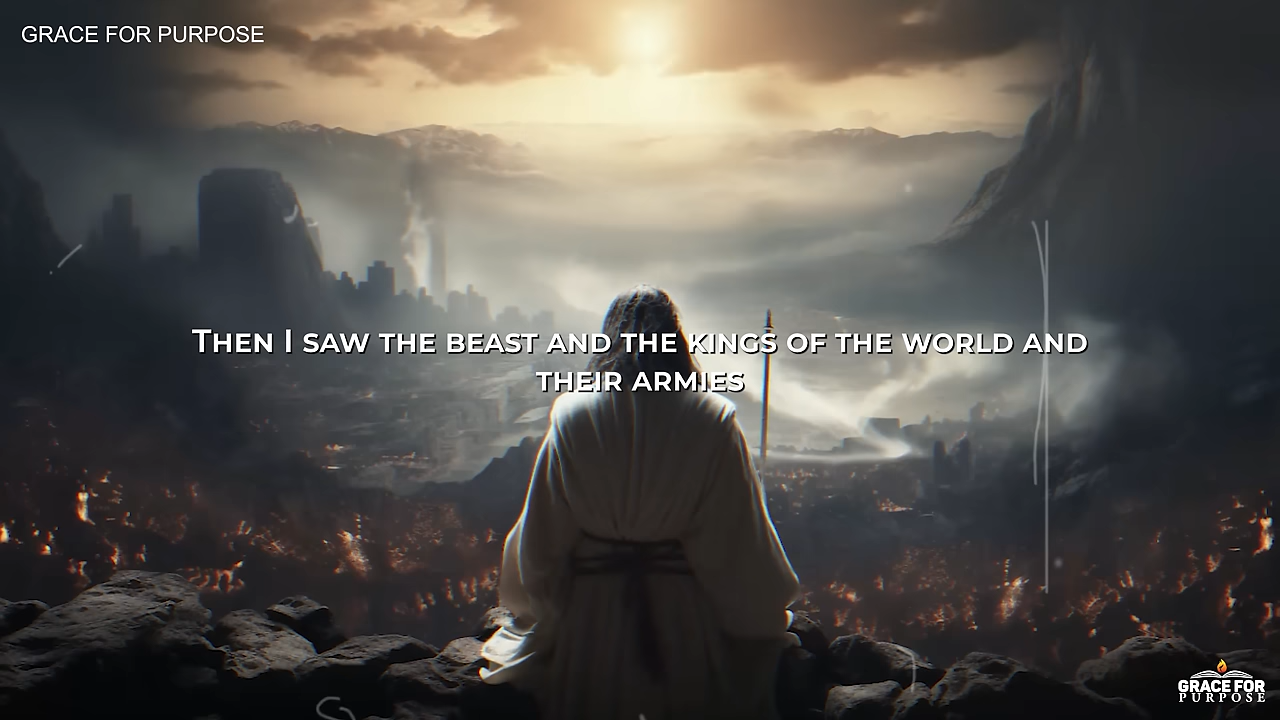 GRACE FOR PURPOSE
THEN I SAW THE BEAST AND THE KINGS OF THE WORLD AND
THEIR ARMIES
GRACE FOR
PURPOSE